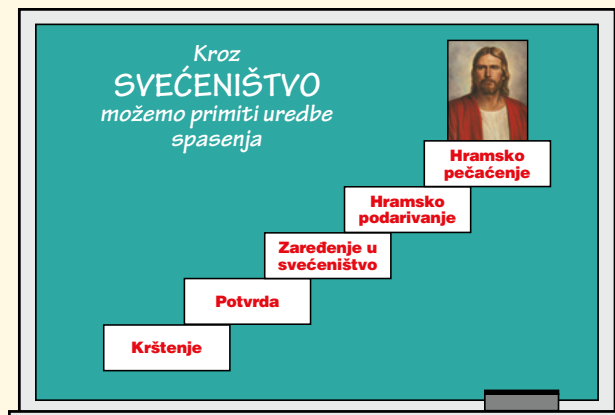 Kroz
SVEĆENIŠTVO
možemo primiti uredbe
spasenja
Hramsko
pečaćenje
Hramsko
podarivanje
Zaređenje u
svećeništvo
Potvrda
Krštenje